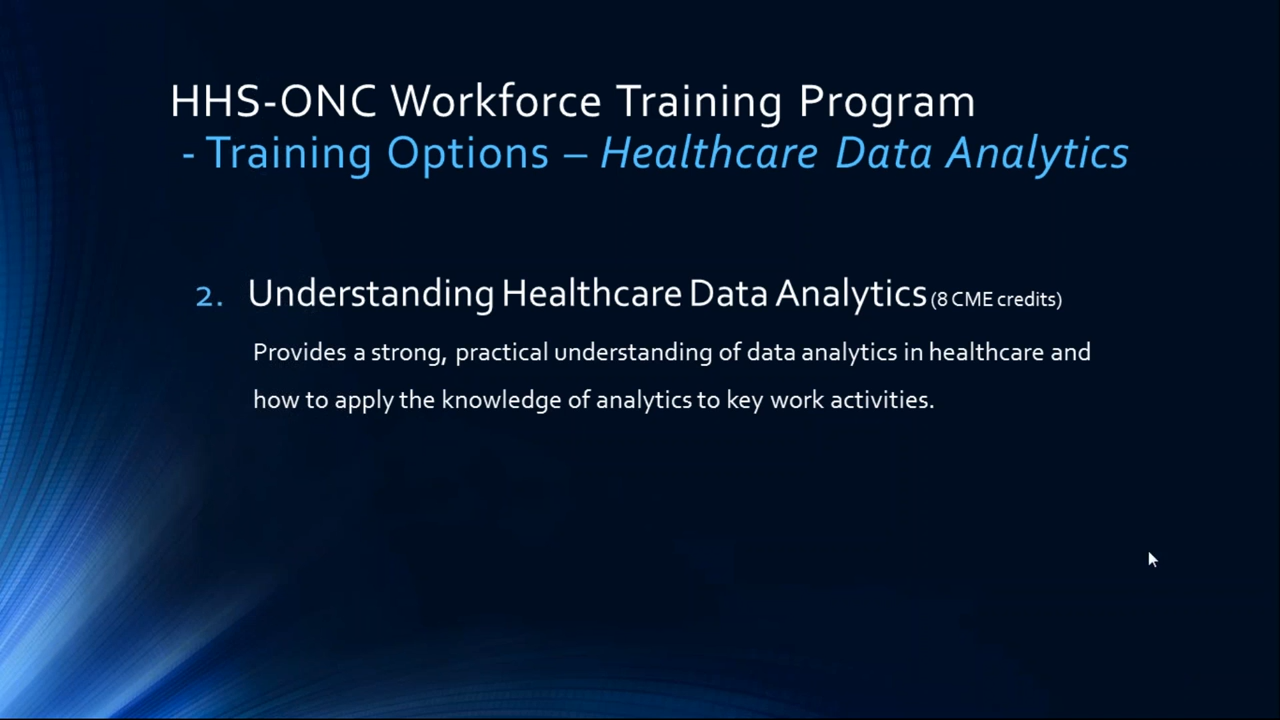 HHS-ONC Workforce Training Program
- Training Options – Healthcare Data Analytics
2. Understanding Healthcare Data Analytics (8 CME credits)
Provides a strong, practical understanding of data analytics in healthcare and
how to apply the knowledge of analytics to key work activities.